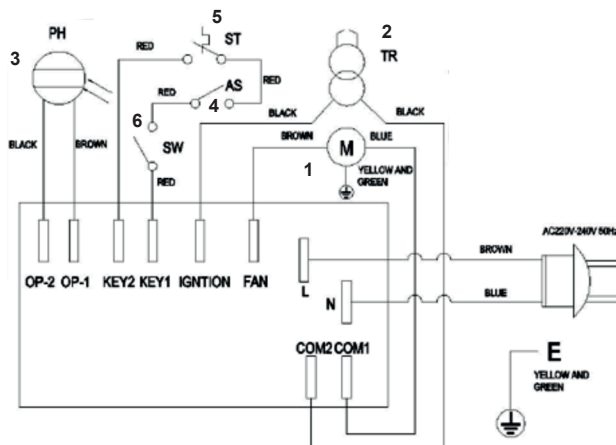 5
PH
ST
2
3
RED
TR
AS
RED
RED
4
BLACK
BLACK
6
BROWN
BLUE
BLACK
BROWN
SW
M
1
RED
YELLOW AND
GREEN
AC220V-240V 50Hz
BROWN
OP-2 OP-1 KEY2 KEY1 IGNTION FAN
L
BLUE
N
COM2 COM1
E
YELLOW AND
GREEN